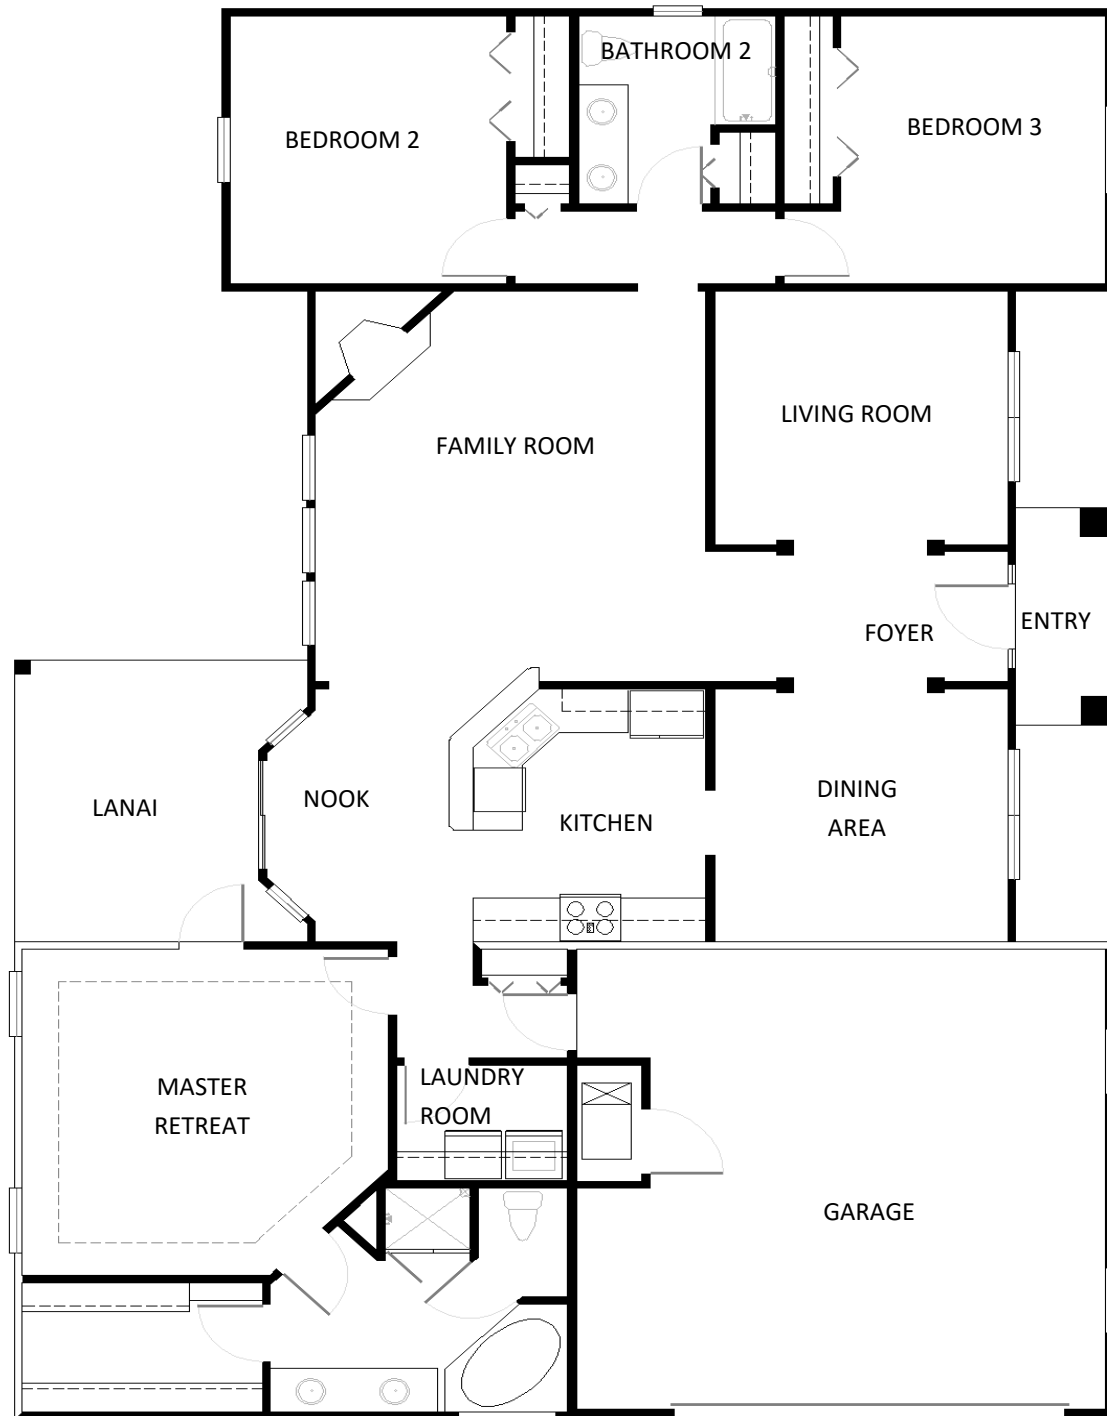 BATHROOM 2
BEDROOM 2
BEDROOM 3
LIVING ROOM
FAMILY ROOM
FOYER
ENTRY
LANAI
NOOK
KITCHEN
DINING
AREA
MASTER
RETREAT
LAUNDRY
ROOM
GARAGE